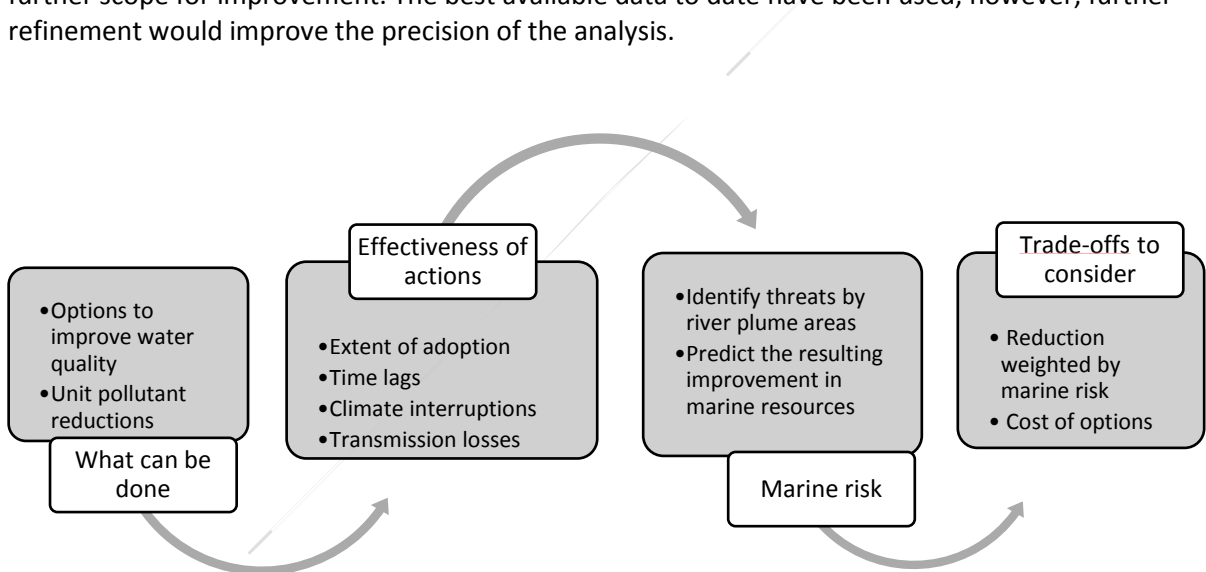 further scope for improvement. The best available data to date have been used, however, further
refinement would improve the precision of the analysis.
•Options to
improve water
quality
•Unit pollutant
reductions
What can be
done
Effectiveness of
actions
•Extent of adoption
•Time lags
•Climate interruptions
•Transmission losses
•Identify threats by
river plume areas
•Predict the resulting
improvement in
marine resources
Marine risk
Trade-offs to
consider
• Reduction
weighted by
marine risk
• Cost of options